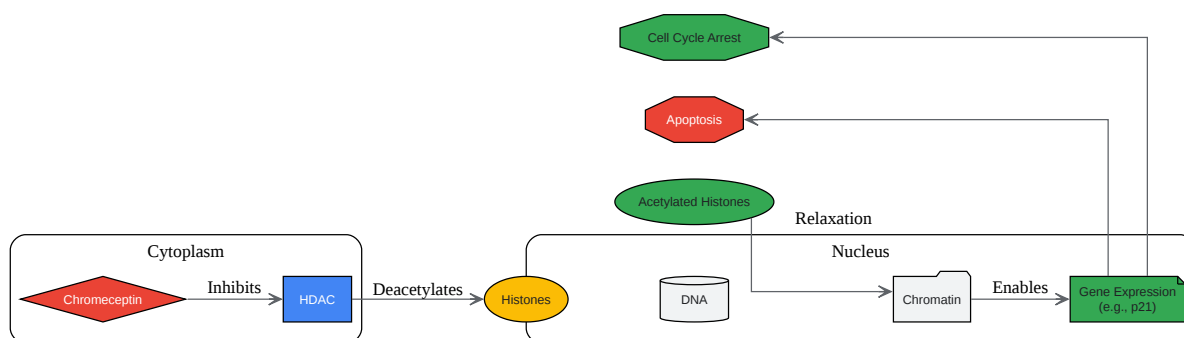 Cell Cycle Arrest
Apoptosis
Acetylated Histones
Relaxation
Cytoplasm
Nucleus
Chromeceptin
Inhibits
HDAC
Deacetylates
Histones
DNA
Chromatin
Enables
Gene Expression
(e.g., p21)